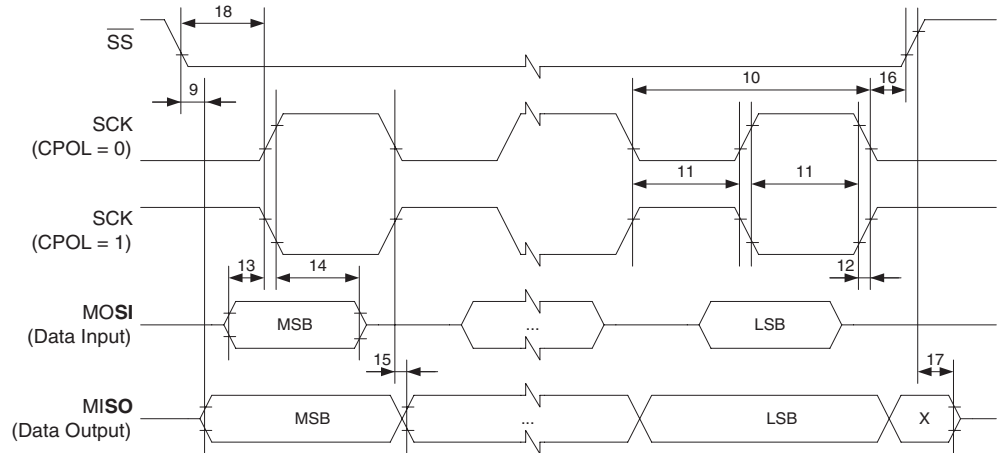 18
SS
10
9
16
SCK
(CPOL = 0)
11
11
SCK
(CPOL = 1)
13
14
12
MOSI
(Data Input)
MSB
...
LSB
15
17
MISO
(Data Output)
MSB
...
LSB
X